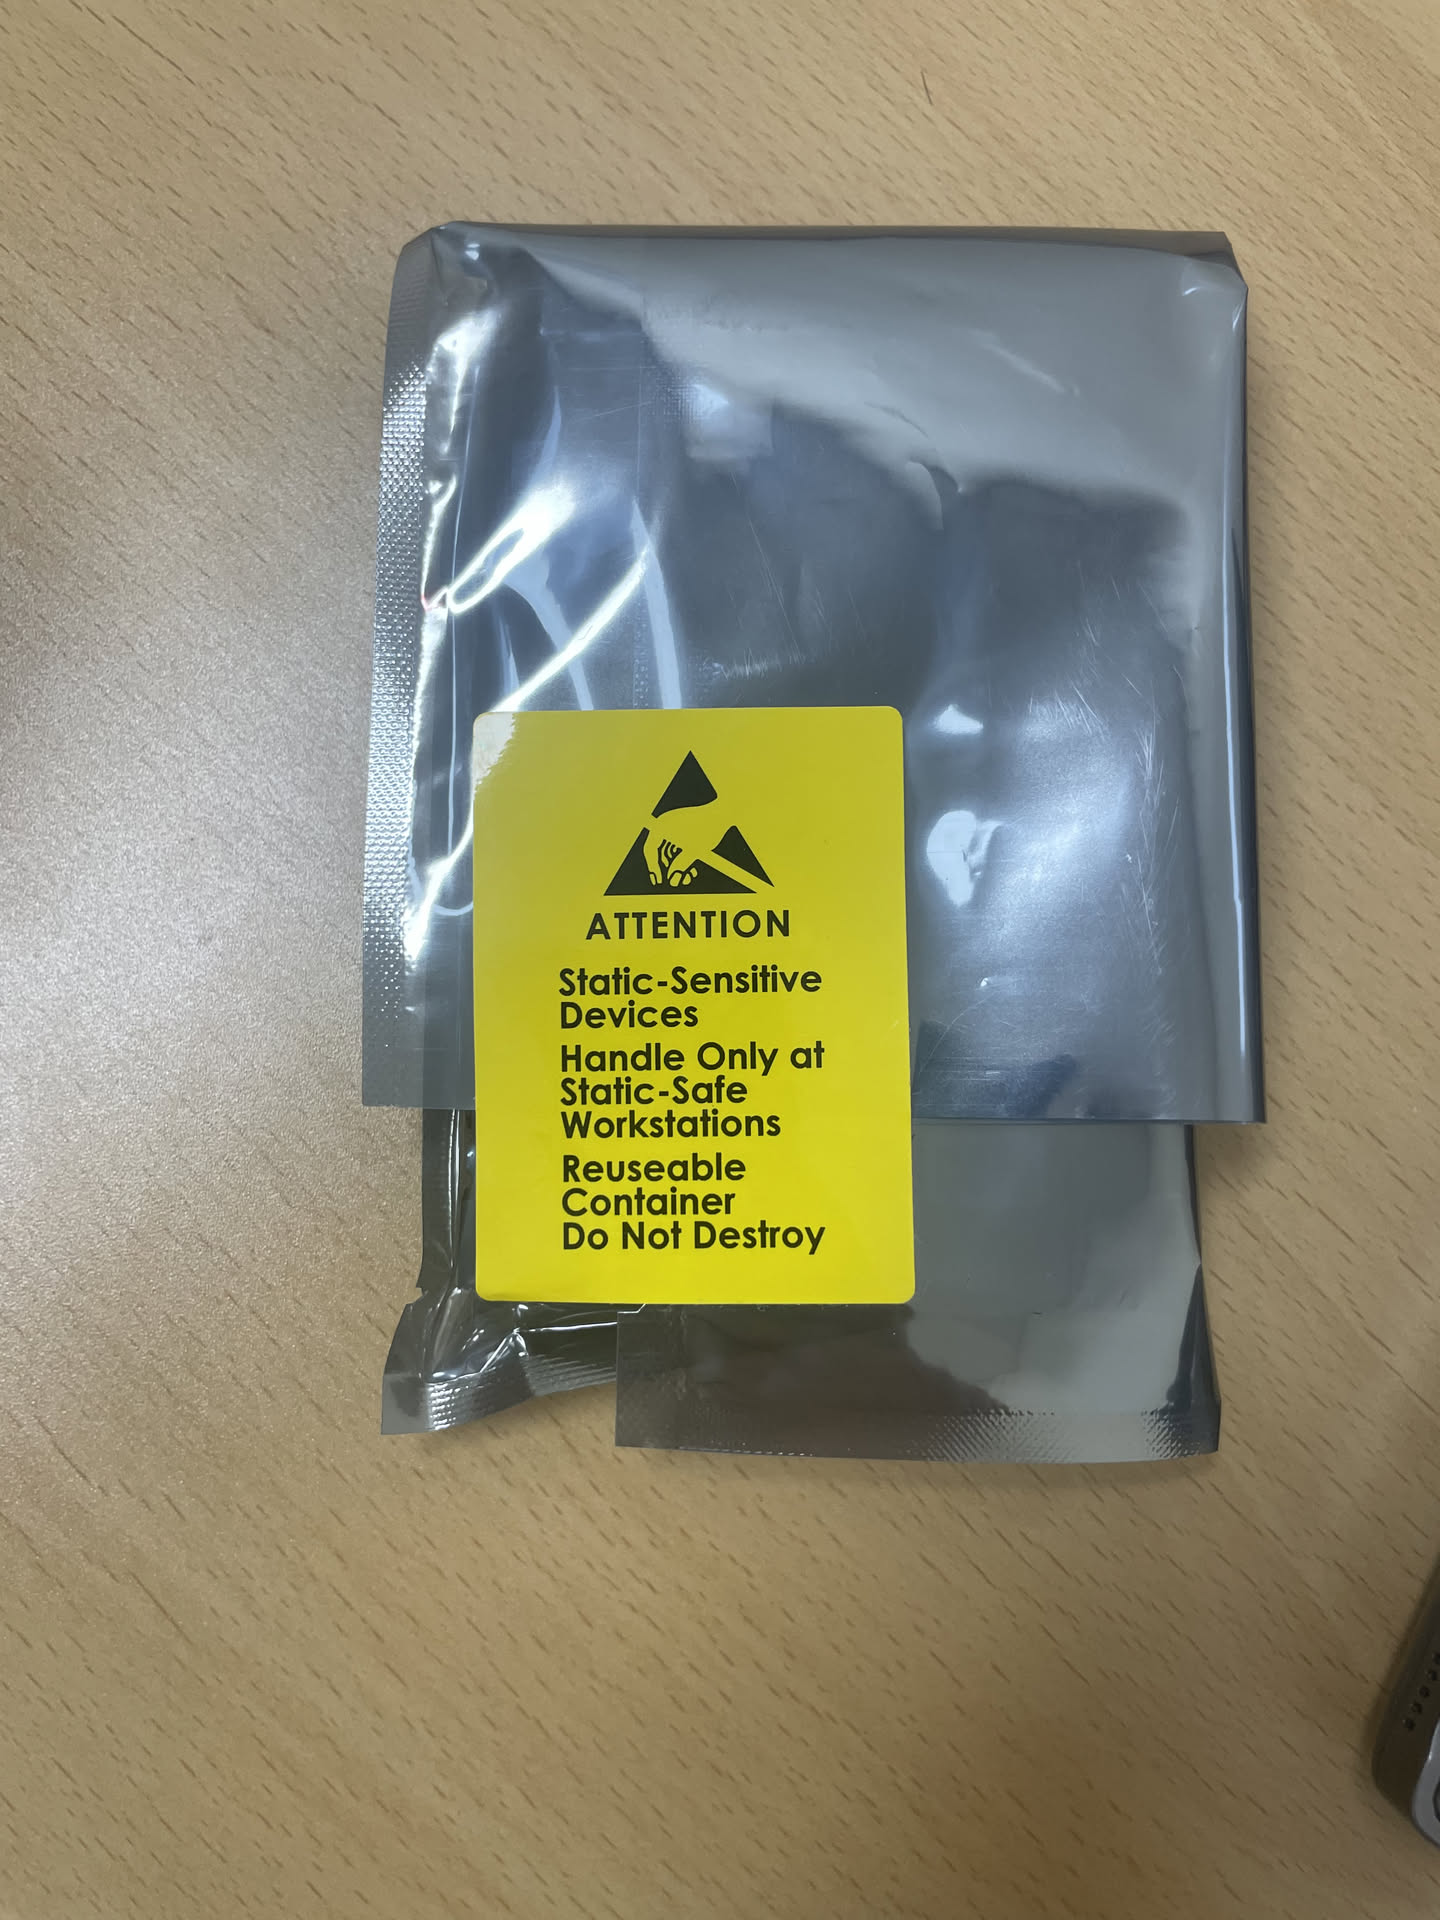 ATTENTION
Static-Sensitive
Devices
Handle Only at
Static-Safe
Workstations
Reuseable
Container
Do Not Destroy